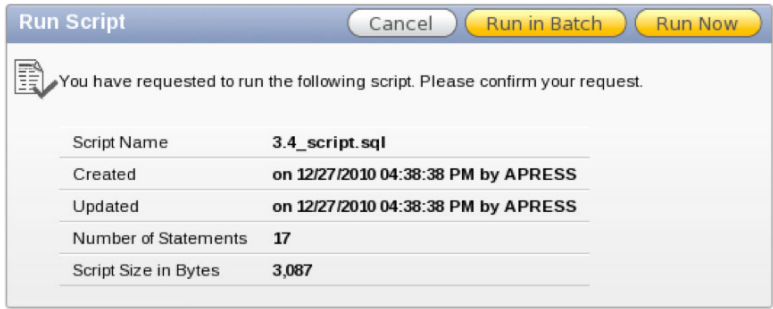 Run Script Cancel Run in Batch Run Now
You have requested to run the following script. Please confirm your request.
Script Name 3.4_script.sql
Created on 12/27/2010 04:38:38 PM by APRESS
Updated on 12/27/2010 04:38:38 PM by APRESS
Number of Statements 17
Script Size in Bytes 3,087